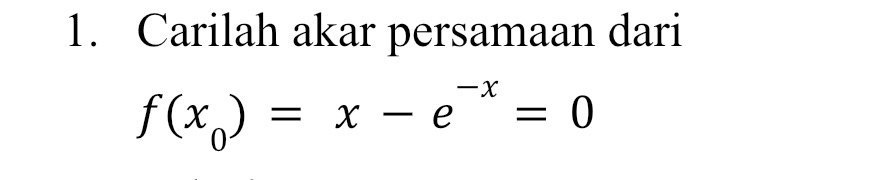 1. Carilah akar persamaan dari
f(x₀) = x − e⁻ˣ = 0